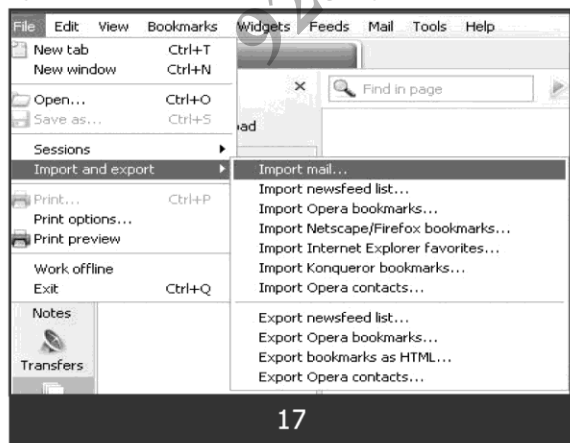 File Edit View Bookmarks Widgets Feeds Mail Tools Help
New tab Ctrl+T
New window Ctrl+N
Open... Ctrl+O
Save as... Ctrl+S
Sessions
Import and export
Print... Ctrl+P
Print options...
Print preview
Work offline
Exit Ctrl+Q
Find in page
ad
Import mail...
Import newsfeed list...
Import Opera bookmarks...
Import Netscape/Firefox bookmarks...
Import Internet Explorer favorites...
Import Konqueror bookmarks...
Import Opera contacts...
Export newsfeed list...
Export Opera bookmarks...
Export bookmarks as HTML...
Export Opera contacts...
Notes
Transfers
17